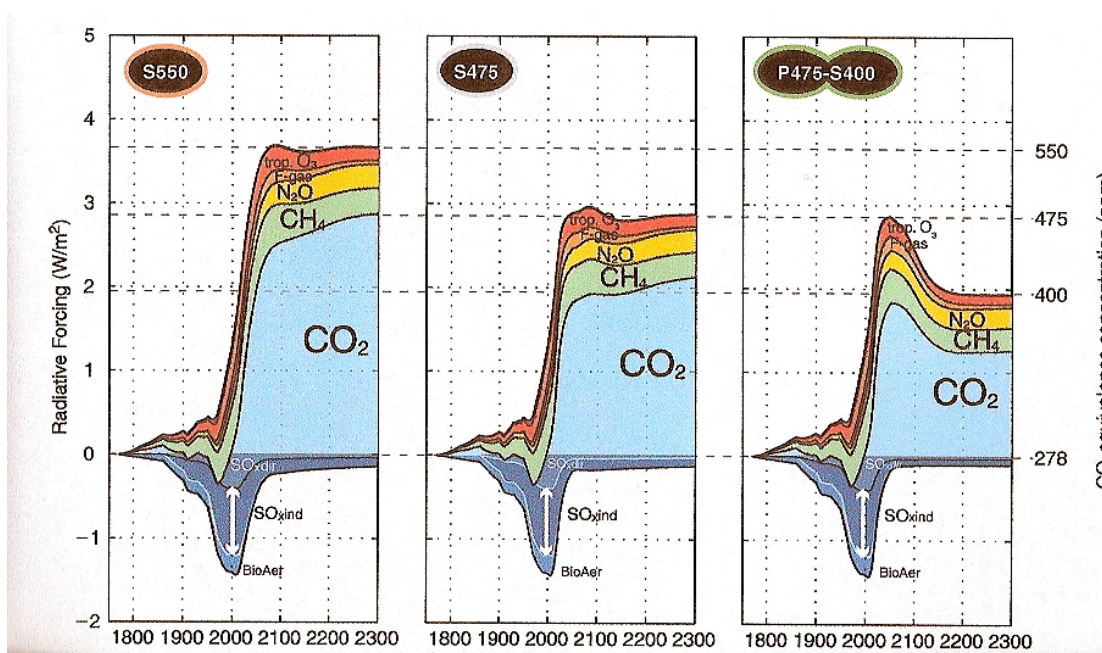 S550
S475
P475-S400
5
4
3
2
1
0
−1
−2
Radiative Forcing (W/m²)
trop. O₃
F-gas
N₂O
CH₄
CO₂
SOₓdir
SOxind
BioAer
trop. O₃
F-gas
N₂O
CH₄
CO₂
SOxind
BioAer
trop. O₃
F-gas
N₂O
CH₄
CO₂
SOxind
BioAer
550
475
400
278
1800 1900 2000 2100 2200 2300
1800 1900 2000 2100 2200 2300
1800 1900 2000 2100 2200 2300